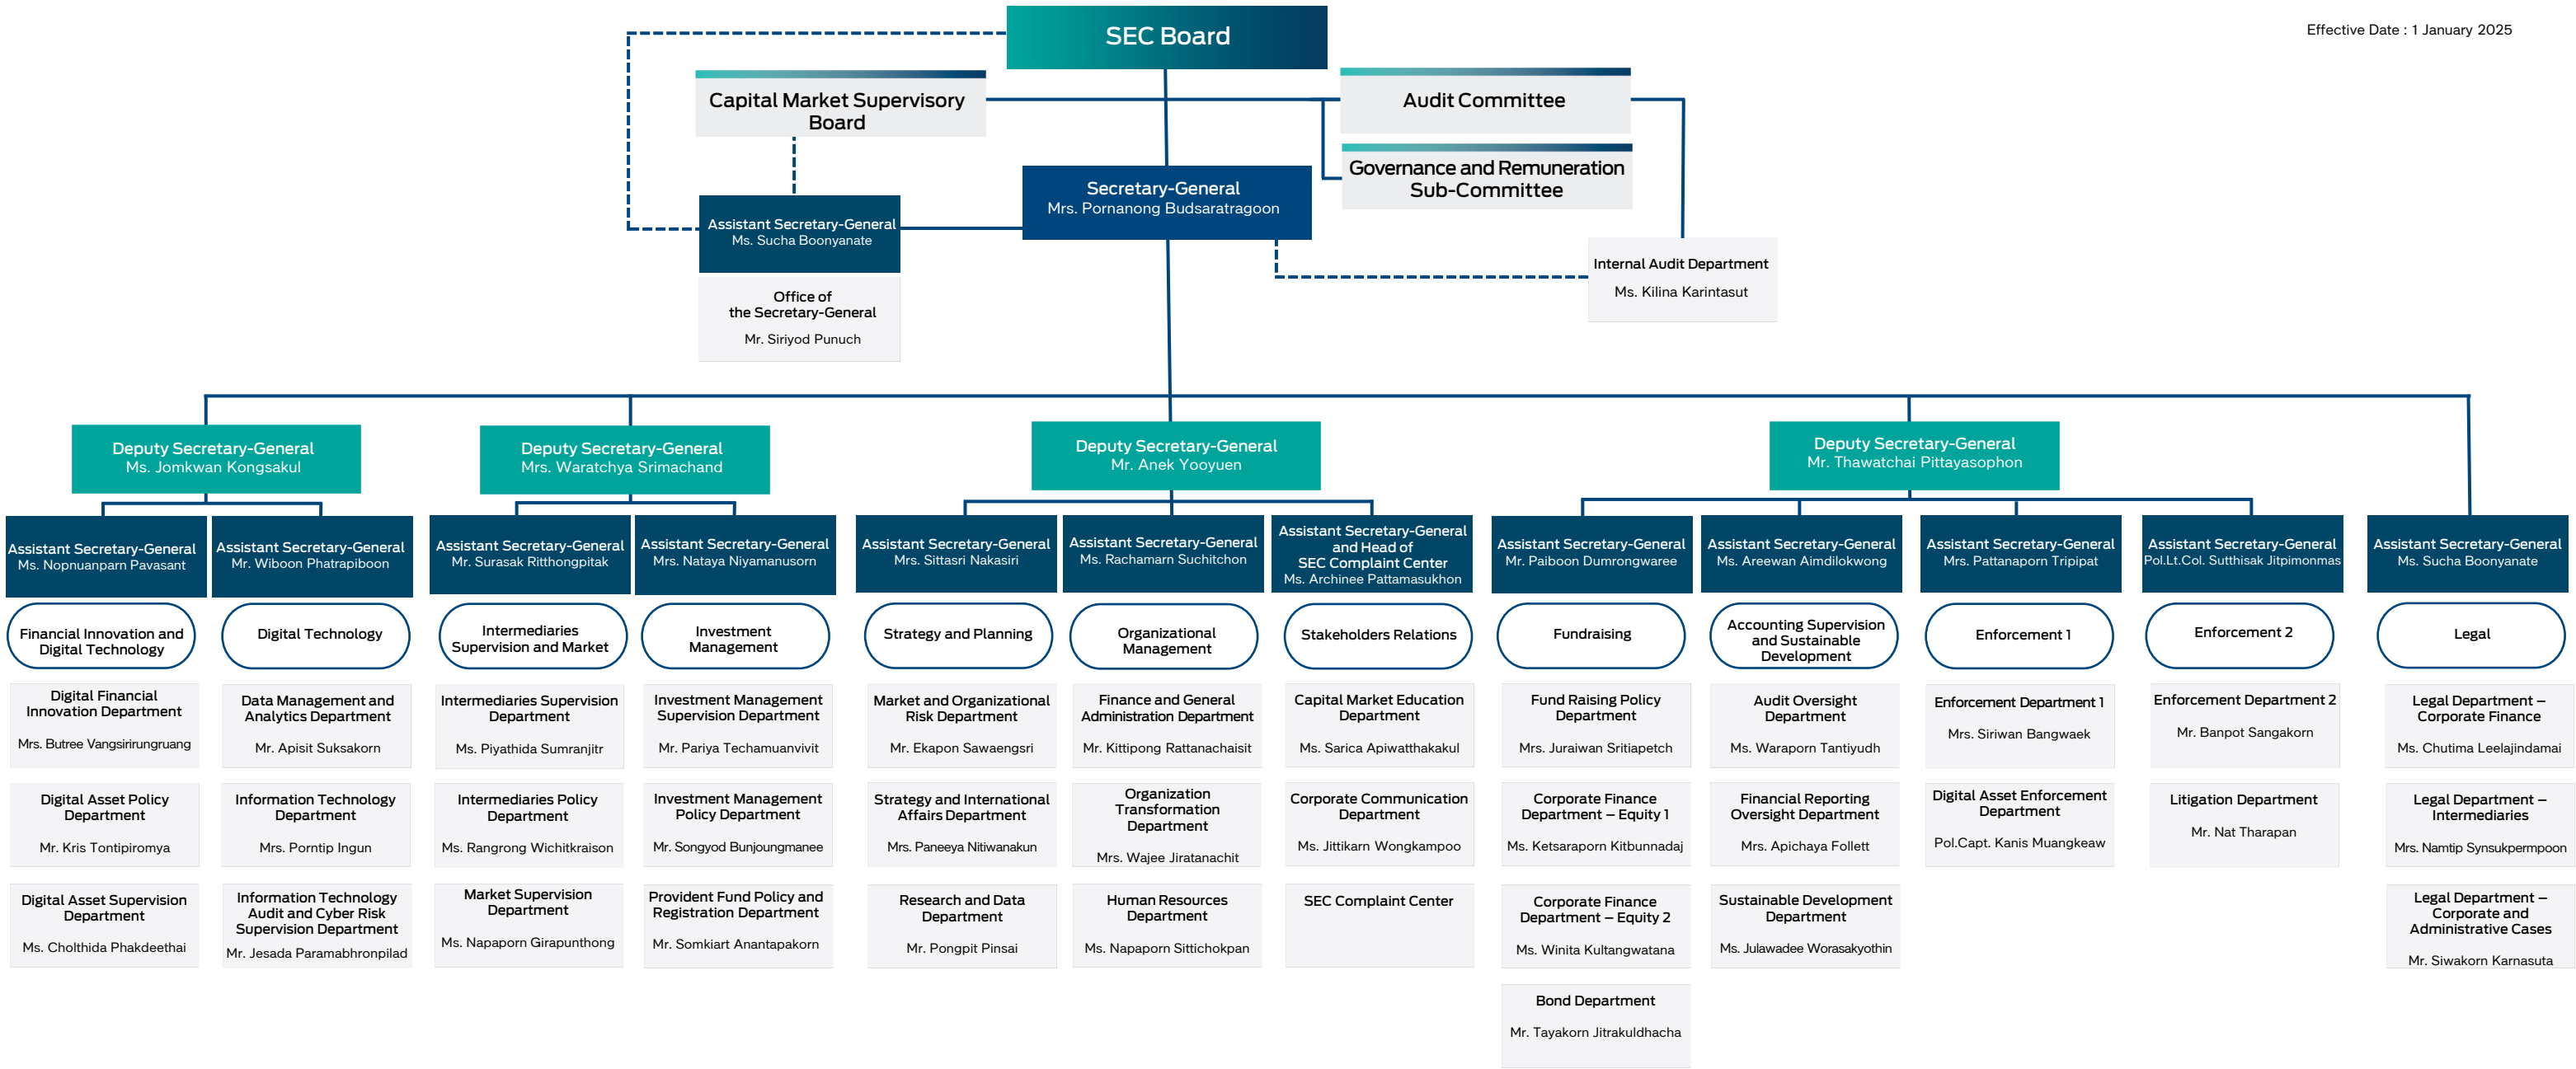 SEC Board
Effective Date : 1 January 2025
Capital Market Supervisory
Board
Audit Committee
Governance and Remuneration
Sub-Committee
Secretary-General
Mrs. Pornanong Budsaratragoon
Assistant Secretary-General
Ms. Sucha Boonyanate
Office of
the Secretary-General
Mr. Siriyod Punuch
Internal Audit Department
Ms. Kilina Karintasut
Deputy Secretary-General
Ms. Jomkwan Kongsakul
Deputy Secretary-General
Mrs. Waratchya Srimachand
Deputy Secretary-General
Mr. Anek Yooyuen
Deputy Secretary-General
Mr. Thawatchai Pittayasophon
Assistant Secretary-General
Ms. Nopnuanparn Pavasant
Financial Innovation and
Digital Technology
Digital Financial
Innovation Department
Mrs. Butree Vangsirirungruang
Digital Asset Policy
Department
Mr. Kris Tontipiromya
Digital Asset Supervision
Department
Ms. Cholthida Phakdeethai
Assistant Secretary-General
Mr. Wiboon Phatrapiboon
Digital Technology
Data Management and
Analytics Department
Mr. Apisit Suksakorn
Information Technology
Department
Mrs. Porntip Ingun
Information Technology
Audit and Cyber Risk
Supervision Department
Mr. Jesada Paramabhronpilad
Assistant Secretary-General
Mr. Surasak Ritthongpitak
Intermediaries
Supervision and Market
Intermediaries Supervision
Department
Ms. Piyathida Sumranjitr
Intermediaries Policy
Department
Ms. Rangrong Wichitkraison
Market Supervision
Department
Ms. Napaporn Girapunthong
Assistant Secretary-General
Mrs. Nataya Niyamanusorn
Investment
Management
Investment Management
Supervision Department
Mr. Pariya Techamuanvivit
Investment Management
Policy Department
Mr. Songyod Bunjoungmanee
Provident Fund Policy and
Registration Department
Mr. Somkiart Anantapakorn
Assistant Secretary-General
Mrs. Sittasri Nakasiri
Strategy and Planning
Market and Organizational
Risk Department
Mr. Ekapon Sawaengsri
Strategy and International
Affairs Department
Mrs. Paneeya Nitiwanakun
Research and Data
Department
Mr. Pongpit Pinsai
Assistant Secretary-General
Ms. Rachamarn Suchitchon
Organizational
Management
Finance and General
Administration Department
Mr. Kittipong Rattanachaisit
Organization
Transformation
Department
Mrs. Wajee Jiratanachit
Human Resources
Department
Ms. Napaporn Sittichokpan
Assistant Secretary-General
and Head of
SEC Complaint Center
Ms. Archinee Pattamasukhon
Stakeholders Relations
Capital Market Education
Department
Ms. Sarica Apiwatthakakul
Corporate Communication
Department
Ms. Jittikarn Wongkampoo
SEC Complaint Center
Assistant Secretary-General
Mr. Paiboon Dumrongwaree
Fundraising
Fund Raising Policy
Department
Mrs. Juraiwan Sritiapetch
Corporate Finance
Department – Equity 1
Ms. Ketsaraporn Kitbunnadaj
Corporate Finance
Department – Equity 2
Ms. Winita Kultangwatana
Bond Department
Mr. Tayakorn Jitrakuldhacha
Assistant Secretary-General
Ms. Areewan Aimdilokwong
Accounting Supervision
and Sustainable
Development
Audit Oversight
Department
Ms. Waraporn Tantiyudh
Financial Reporting
Oversight Department
Mrs. Apichaya Follett
Sustainable Development
Department
Ms. Julawadee Worasakyothin
Assistant Secretary-General
Mrs. Pattanaporn Tripipat
Enforcement 1
Enforcement Department 1
Mrs. Siriwan Bangwaek
Digital Asset Enforcement
Department
Pol.Capt. Kanis Muangkeaw
Assistant Secretary-General
Pol.Lt.Col. Sutthisak Jitpimonmas
Enforcement 2
Enforcement Department 2
Mr. Banpot Sangakorn
Litigation Department
Mr. Nat Tharapan
Assistant Secretary-General
Ms. Sucha Boonyanate
Legal
Legal Department –
Corporate Finance
Ms. Chutima Leelajindamai
Legal Department –
Intermediaries
Mrs. Namtip Synsukpermpoon
Legal Department –
Corporate and
Administrative Cases
Mr. Siwakorn Karnasuta